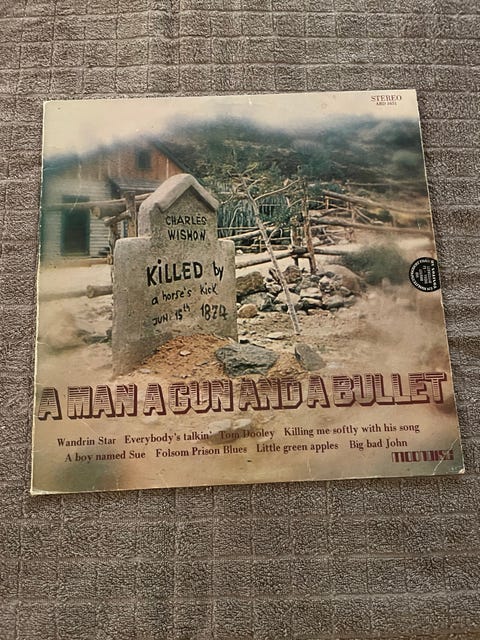 STEREO
CHARLES
WISHON
KILLED by
a horse's kick
JUN. 15th 1874
A MAN A GUN AND A BULLET
Wandrin Star Everybody's talkin' Tom Dooley Killing me softly with his song
A boy named Sue Folsom Prison Blues Little green apples Big bad John